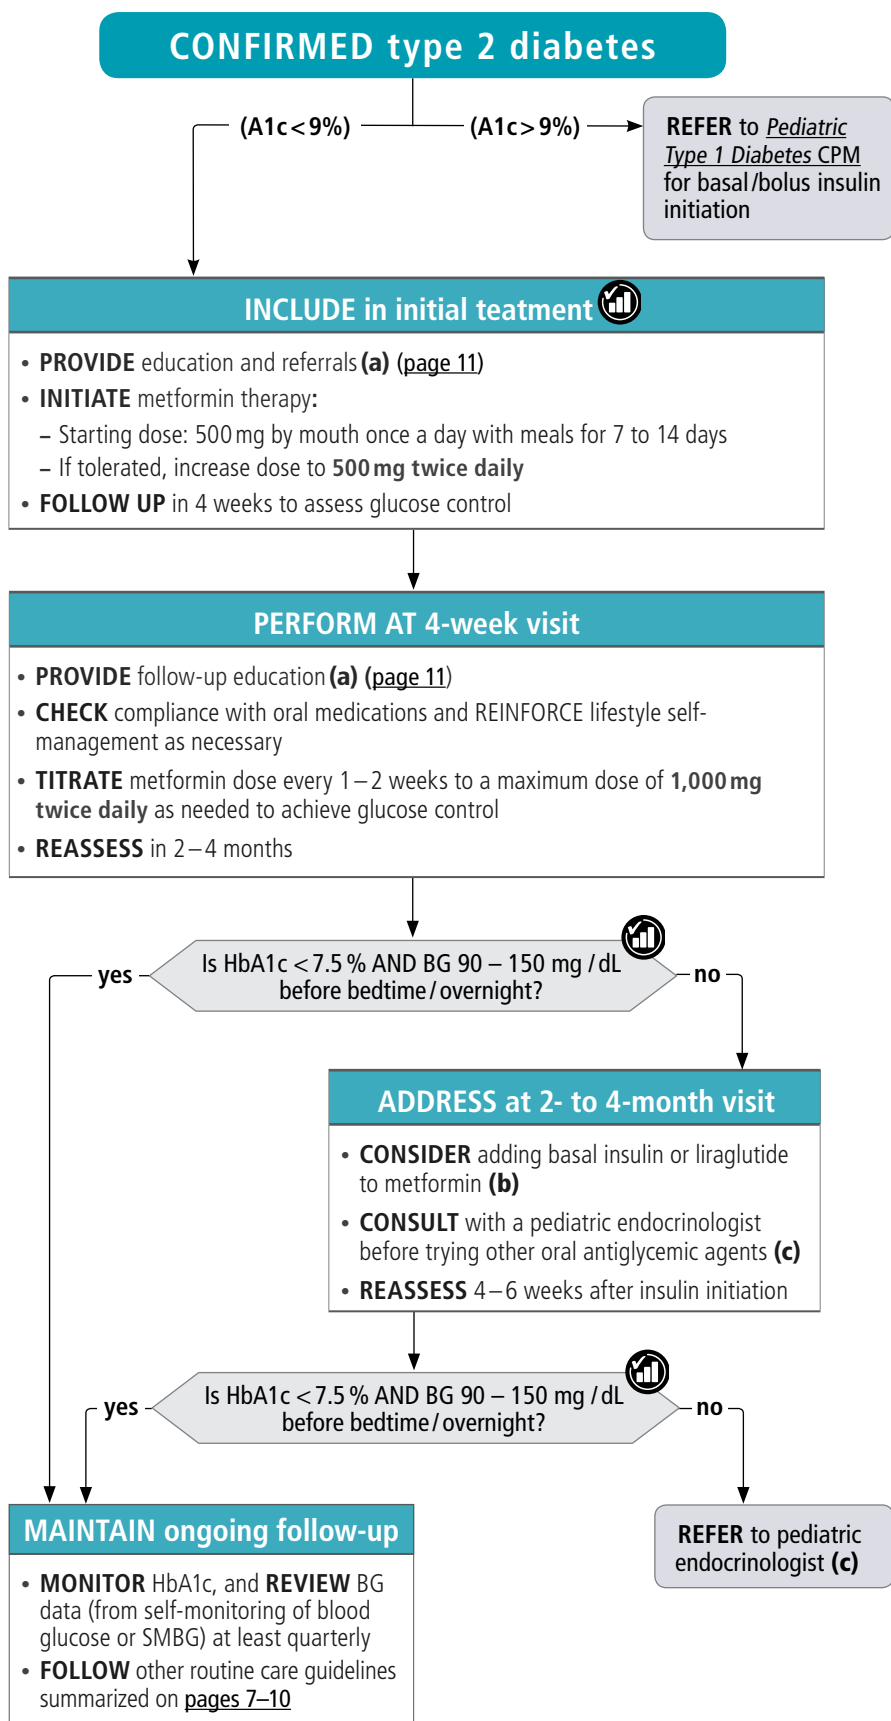 CONFIRMED type 2 diabetes
(A1c<9%)
(A1c>9%)
REFER to Pediatric
Type 1 Diabetes CPM
for basal/bolus insulin
initiation
INCLUDE in initial teatment
• PROVIDE education and referrals (a) (page 11)
• INITIATE metformin therapy:
– Starting dose: 500 mg by mouth once a day with meals for 7 to 14 days
– If tolerated, increase dose to 500 mg twice daily
• FOLLOW UP in 4 weeks to assess glucose control
PERFORM AT 4-week visit
• PROVIDE follow-up education (a) (page 11)
• CHECK compliance with oral medications and REINFORCE lifestyle self-
management as necessary
• TITRATE metformin dose every 1–2 weeks to a maximum dose of 1,000 mg
twice daily as needed to achieve glucose control
• REASSESS in 2–4 months
Is HbA1c <7.5% AND BG 90 – 150 mg/dL
before bedtime/overnight?
yes
no
ADDRESS at 2- to 4-month visit
• CONSIDER adding basal insulin or liraglutide
to metformin (b)
• CONSULT with a pediatric endocrinologist
before trying other oral antiglycemic agents (c)
• REASSESS 4–6 weeks after insulin initiation
Is HbA1c <7.5% AND BG 90 – 150 mg/dL
before bedtime/overnight?
yes
no
MAINTAIN ongoing follow-up
• MONITOR HbA1c, and REVIEW BG
data (from self-monitoring of blood
glucose or SMBG) at least quarterly
• FOLLOW other routine care guidelines
summarized on pages 7–10
REFER to pediatric
endocrinologist (c)